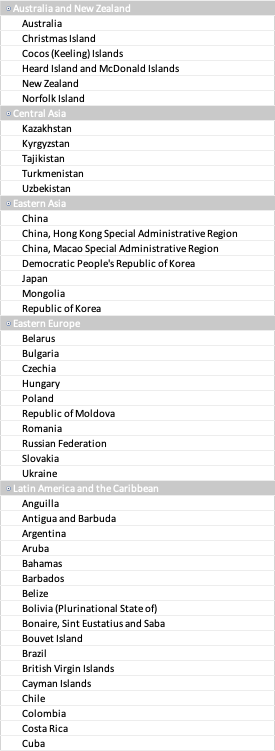 Australia and New Zealand
Australia
Christmas Island
Cocos (Keeling) Islands
Heard Island and McDonald Islands
New Zealand
Norfolk Island
Central Asia
Kazakhstan
Kyrgyzstan
Tajikistan
Turkmenistan
Uzbekistan
Eastern Asia
China
China, Hong Kong Special Administrative Region
China, Macao Special Administrative Region
Democratic People's Republic of Korea
Japan
Mongolia
Republic of Korea
Eastern Europe
Belarus
Bulgaria
Czechia
Hungary
Poland
Republic of Moldova
Romania
Russian Federation
Slovakia
Ukraine
Latin America and the Caribbean
Anguilla
Antigua and Barbuda
Argentina
Aruba
Bahamas
Barbados
Belize
Bolivia (Plurinational State of)
Bonaire, Sint Eustatius and Saba
Bouvet Island
Brazil
British Virgin Islands
Cayman Islands
Chile
Colombia
Costa Rica
Cuba